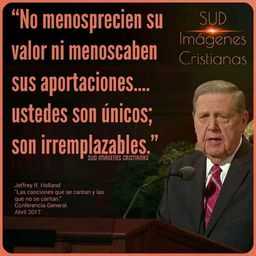 “No menosprecien su
valor ni menoscaben
sus aportaciones....
ustedes son únicos;
son irremplazables.”
SUD IMÁGENES CRISTIANAS
SUD
Imágenes
Cristianas
Jeffrey R. Holland
"Las canciones que se cantan y las
que no se cantan."
Conferencia General.
Abril 2017.